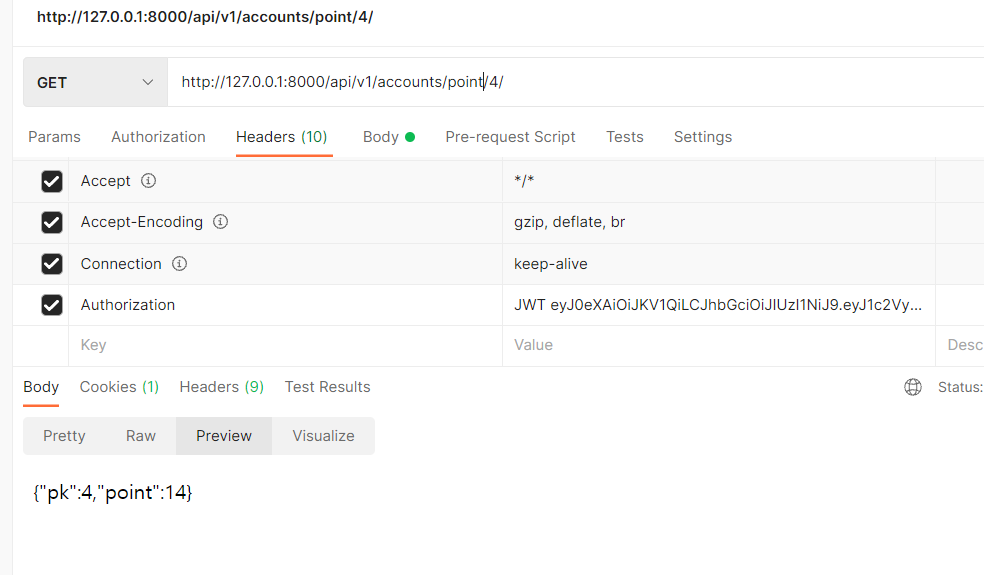 http://127.0.0.1:8000/api/v1/accounts/point/4/
GET http://127.0.0.1:8000/api/v1/accounts/point/4/
Params Authorization Headers (10) Body Pre-request Script Tests Settings
Accept */*
Accept-Encoding gzip, deflate, br
Connection keep-alive
Authorization JWT eyJ0eXAiOiJKV1QiLCJhbGciOiJIUzI1NiJ9.eyJ1c2Vy...
Key Value Desc
Body Cookies (1) Headers (9) Test Results Status:
Pretty Raw Preview Visualize
{"pk":4,"point":14}